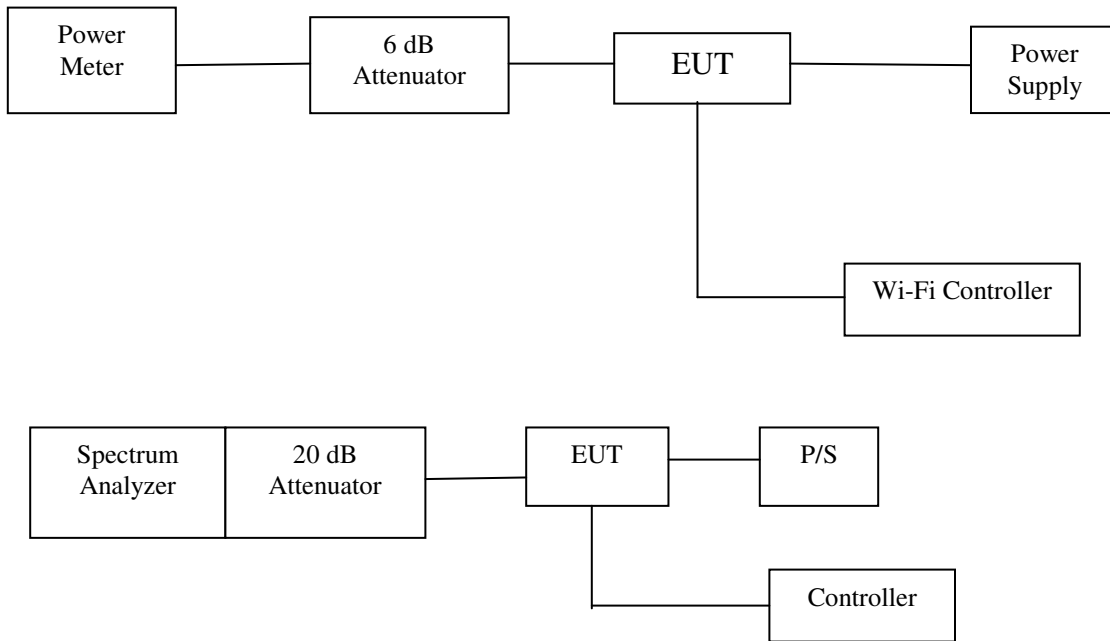 Power
Meter
6 dB
Attenuator
EUT
Power
Supply
Wi-Fi Controller
Spectrum
Analyzer
20 dB
Attenuator
EUT
P/S
Controller